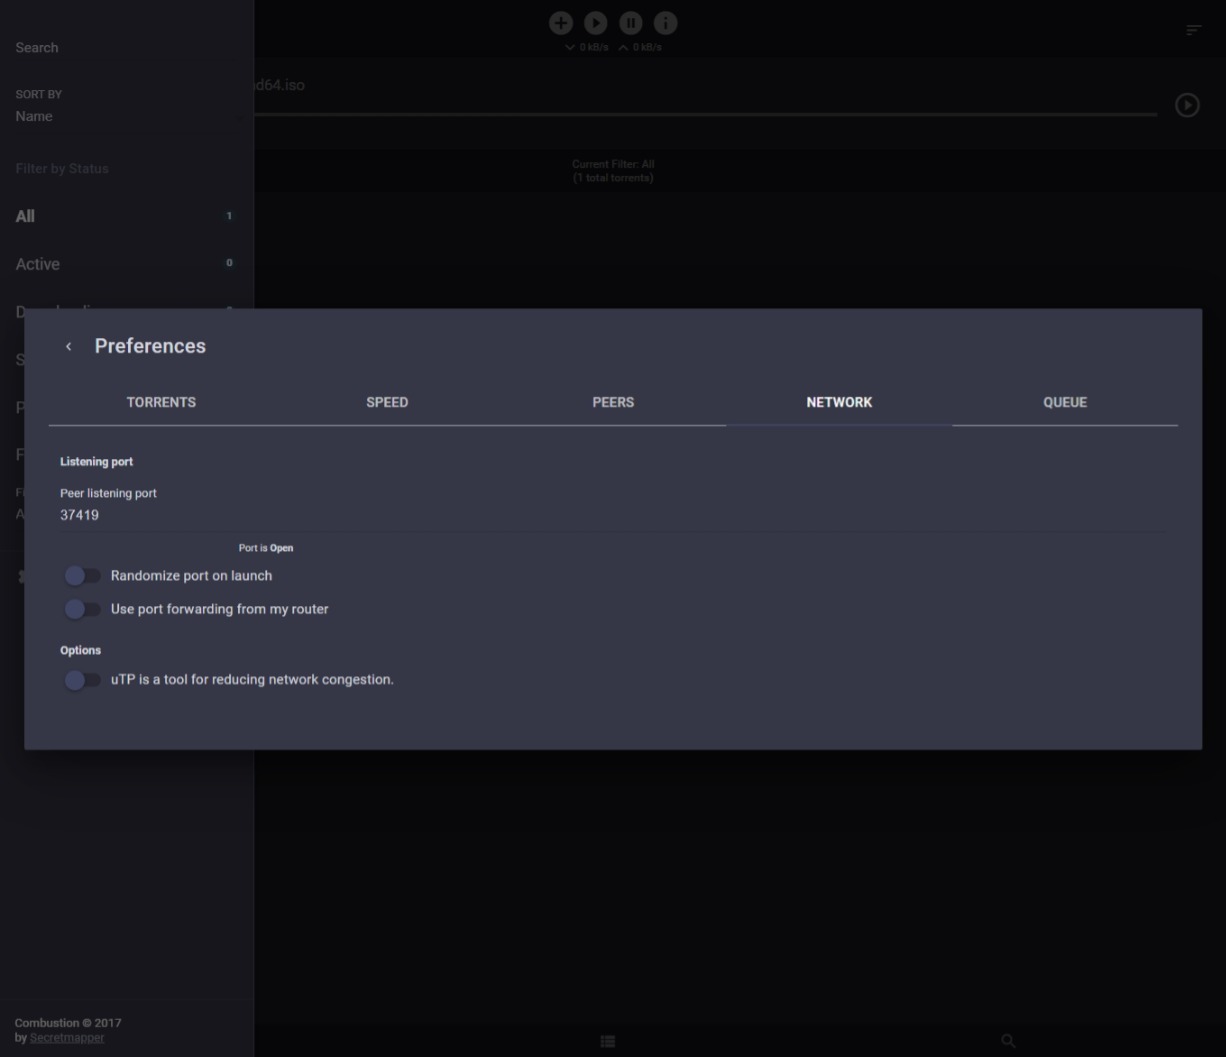 Search
SORT BY
Name
Filter by Status
All 1
Active 0
0 kB/s 0 kB/s
d64.iso
Current Filter: All
(1 total torrents)
Preferences
TORRENTS SPEED PEERS NETWORK QUEUE
Listening port
Peer listening port
37419
Port is Open
Randomize port on launch
Use port forwarding from my router
Options
uTP is a tool for reducing network congestion.
Combustion © 2017
by Secretmapper